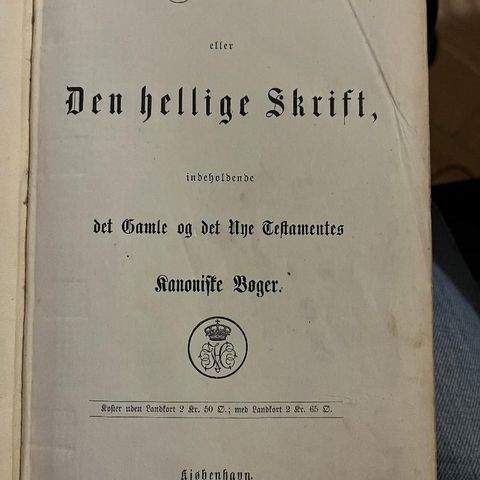 eller
Den hellige Skrift,
indeholdende
det Gamle og det Nye Testamentes
Kanoniske Bøger.
Koster uden Landkort 2 Kr. 50 Ø.; med Landkort 2 Kr. 65 Ø.
Kjøbenhavn.